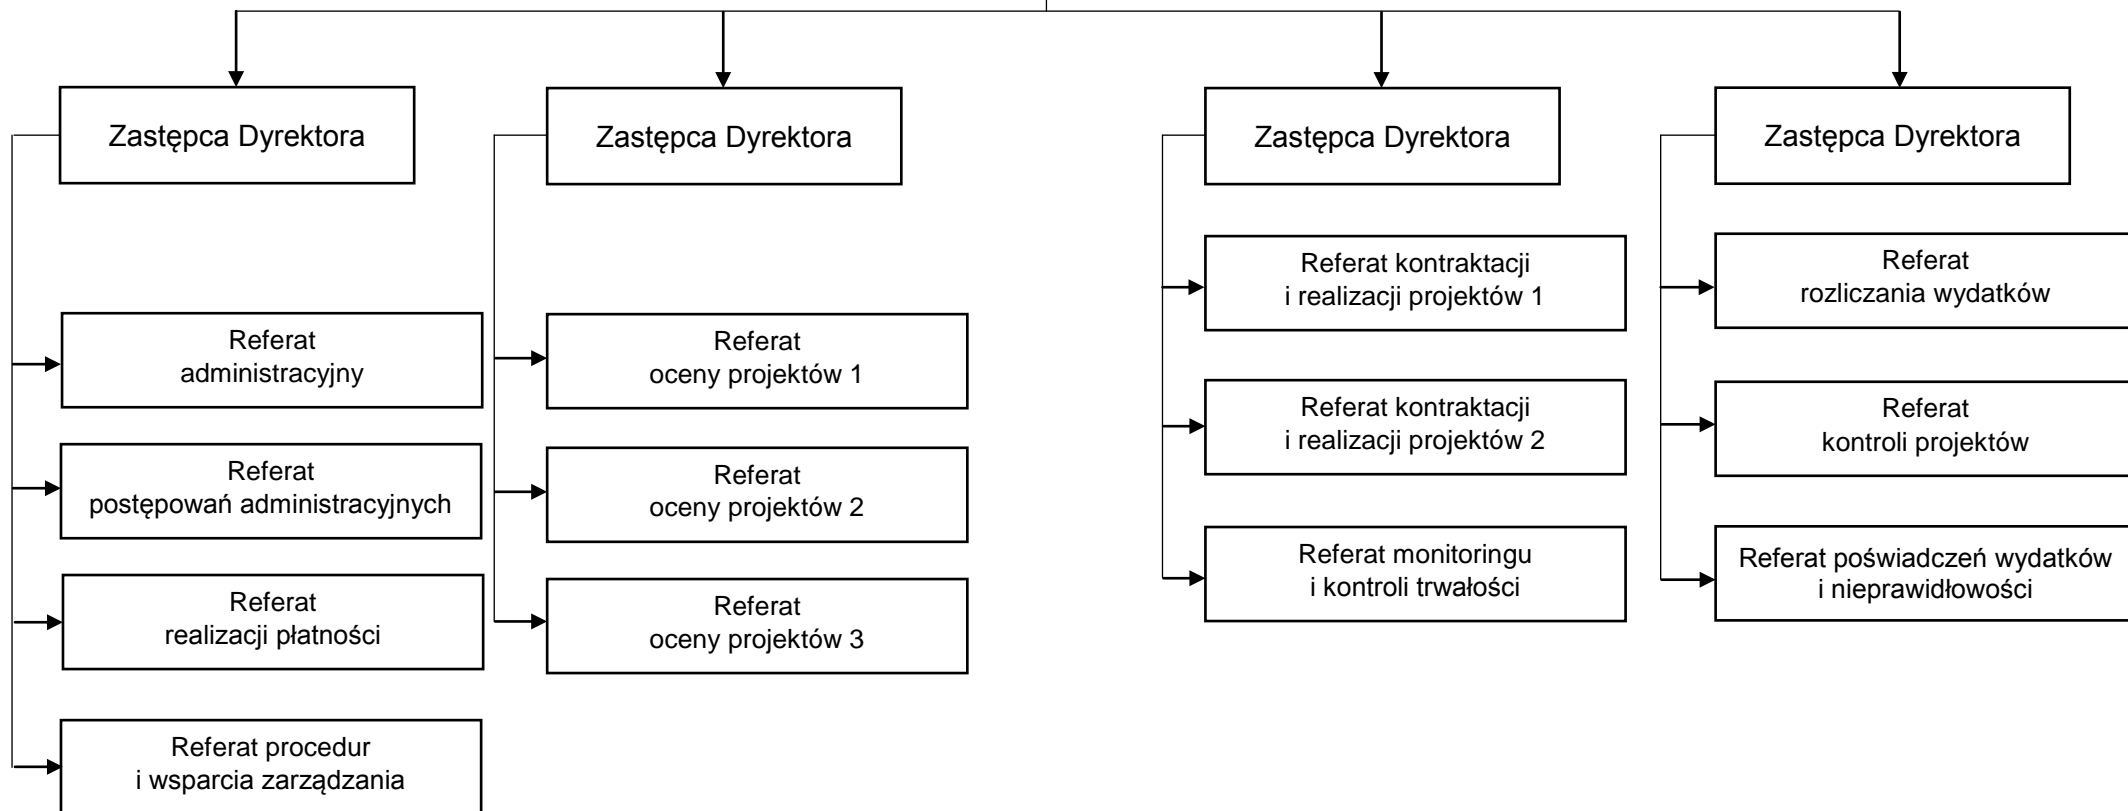 Zastępca Dyrektora
Referat
administracyjny
Referat
postępowań administracyjnych
Referat
realizacji płatności
Referat procedur
i wsparcia zarządzania
Zastępca Dyrektora
Referat
oceny projektów 1
Referat
oceny projektów 2
Referat
oceny projektów 3
Zastępca Dyrektora
Referat kontraktacji
i realizacji projektów 1
Referat kontraktacji
i realizacji projektów 2
Referat monitoringu
i kontroli trwałości
Zastępca Dyrektora
Referat
rozliczania wydatków
Referat
kontroli projektów
Referat poświadczeń wydatków
i nieprawidłowości